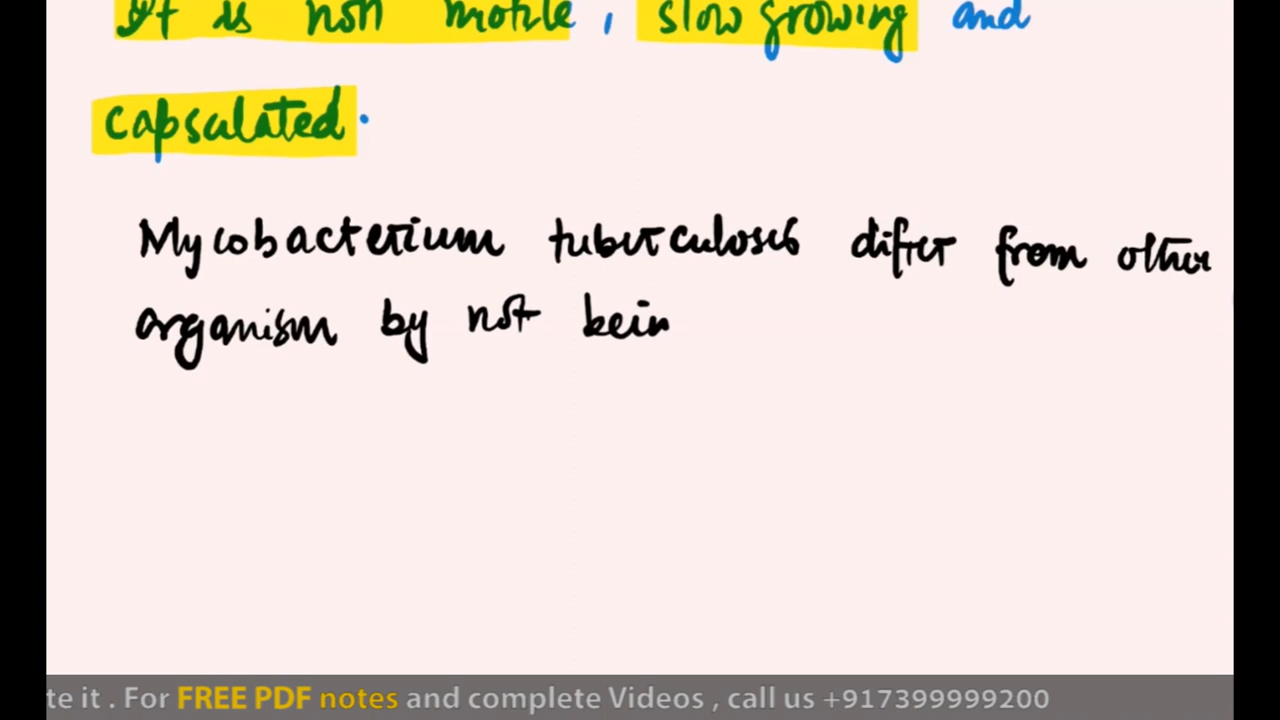 It is non motile, slow growing and
capsulated.
Mycobacterium tuberculosis differ from other
organism by not bein
te it . For FREE PDF notes and complete Videos , call us +917399999200